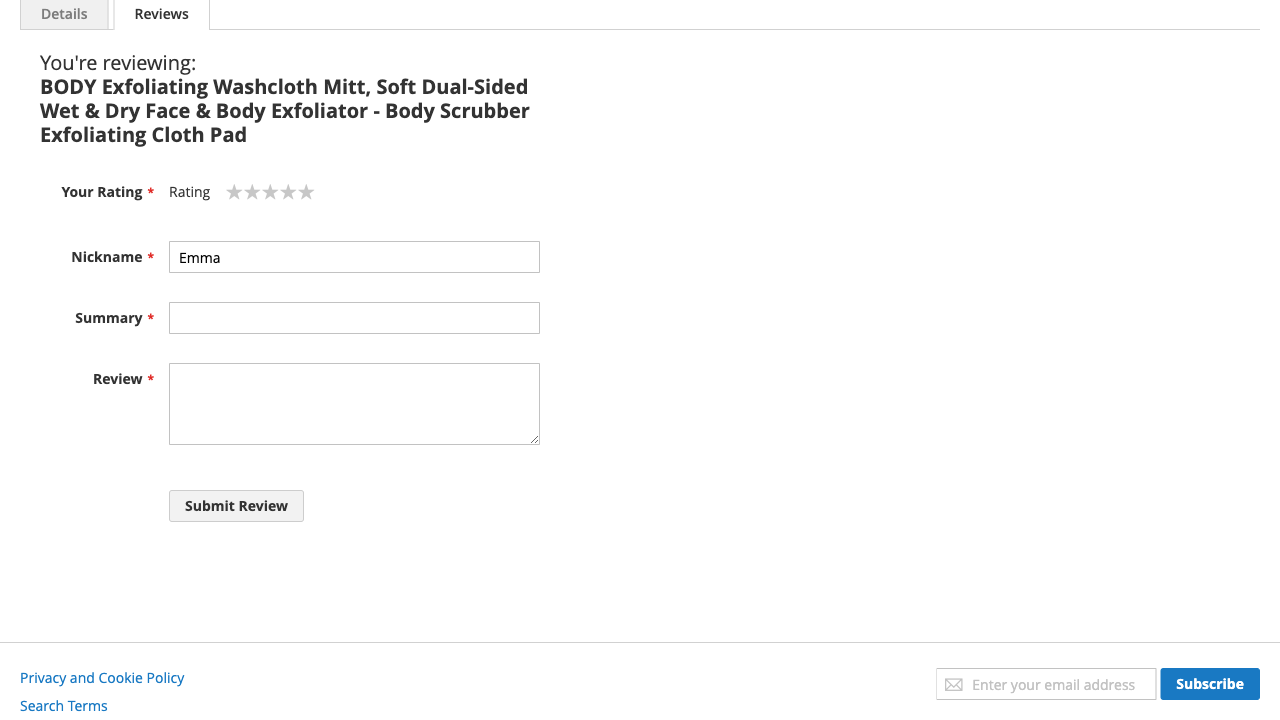 Details
Reviews
You're reviewing:
BODY Exfoliating Washcloth Mitt, Soft Dual-Sided
Wet & Dry Face & Body Exfoliator - Body Scrubber
Exfoliating Cloth Pad
Your Rating * Rating
Nickname * Emma
Summary *
Review *
Submit Review
Privacy and Cookie Policy
Search Terms
Enter your email address
Subscribe